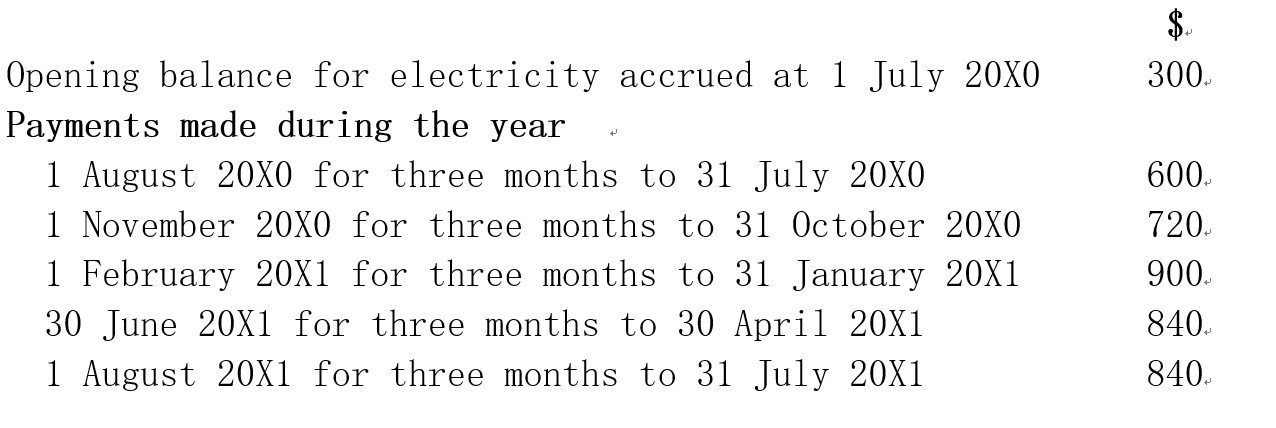 $
Opening balance for electricity accrued at 1 July 20X0 300
Payments made during the year
1 August 20X0 for three months to 31 July 20X0 600
1 November 20X0 for three months to 31 October 20X0 720
1 February 20X1 for three months to 31 January 20X1 900
30 June 20X1 for three months to 30 April 20X1 840
1 August 20X1 for three months to 31 July 20X1 840